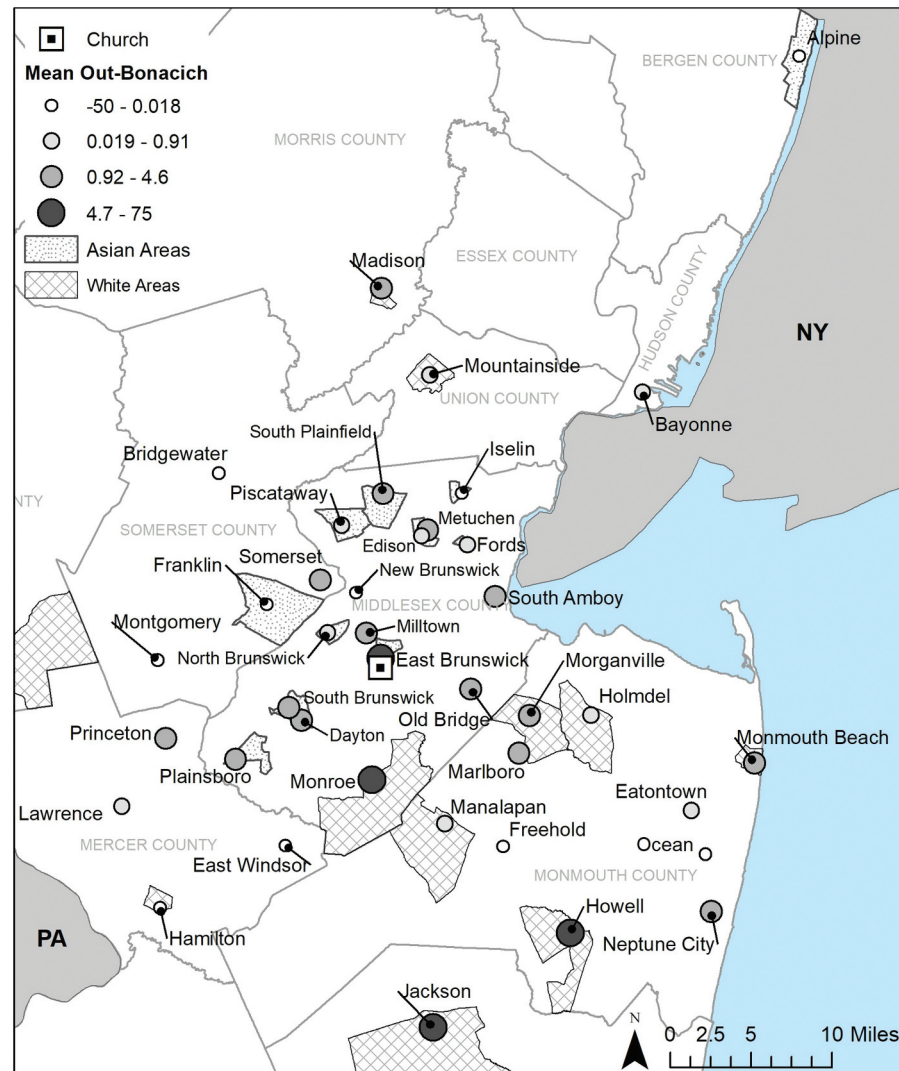 Church
Mean Out-Bonacich
-50 - 0.018
0.019 - 0.91
0.92 - 4.6
4.7 - 75
Asian Areas
White Areas
Alpine
BERGEN COUNTY
MORRIS COUNTY
ESSEX COUNTY
Madison
HUDSON COUNTY
NY
Mountainside
UNION COUNTY
Bayonne
South Plainfield
Iselin
Bridgewater
Piscataway
NTY
SOMERSET COUNTY
Metuchen
Edison
Fords
Somerset
Franklin
New Brunswick
MIDDLESEX COUNTY
South Amboy
Montgomery
Milltown
North Brunswick
East Brunswick
Morganville
South Brunswick
Holmdel
Old Bridge
Dayton
Princeton
Monmouth Beach
Plainsboro
Monroe
Marlboro
Eatontown
Lawrence
Manalapan
Freehold
Ocean
MERCER COUNTY
East Windsor
MONMOUTH COUNTY
Howell
PA
Hamilton
Neptune City
Jackson
N
0 2.5 5 10 Miles